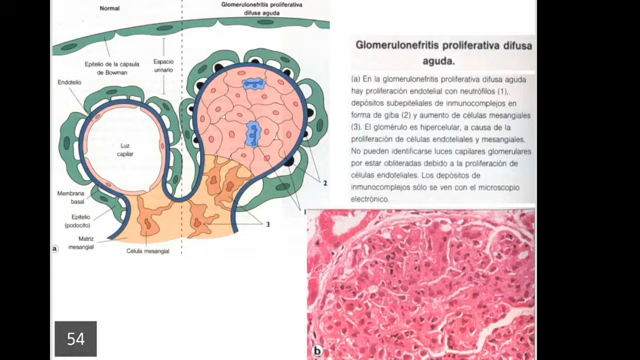 Normal
Glomerulonefritis proliferativa difusa
aguda
Epitelio de la cápsula
de Bowman
Espacio
urinario
Endotelio
Luz
capilar
Membrana
basal
Epitelio
(podocito)
Matriz
mesangial
Célula mesangial
1
2
3
a
Glomerulonefritis proliferativa difusa
aguda.
(a) En la glomerulonefritis proliferativa difusa aguda
hay proliferación endotelial con neutrófilos (1),
depósitos subepiteliales de inmunocomplejos en
forma de giba (2) y aumento de células mesangiales
(3). El glomérulo es hipercelular, a causa de la
proliferación de células endoteliales y mesangiales.
No pueden identificarse luces capilares glomerulares
por estar obliteradas debido a la proliferación de
células endoteliales. Los depósitos de
inmunocomplejos sólo se ven con el microscopio
electrónico.
b
54